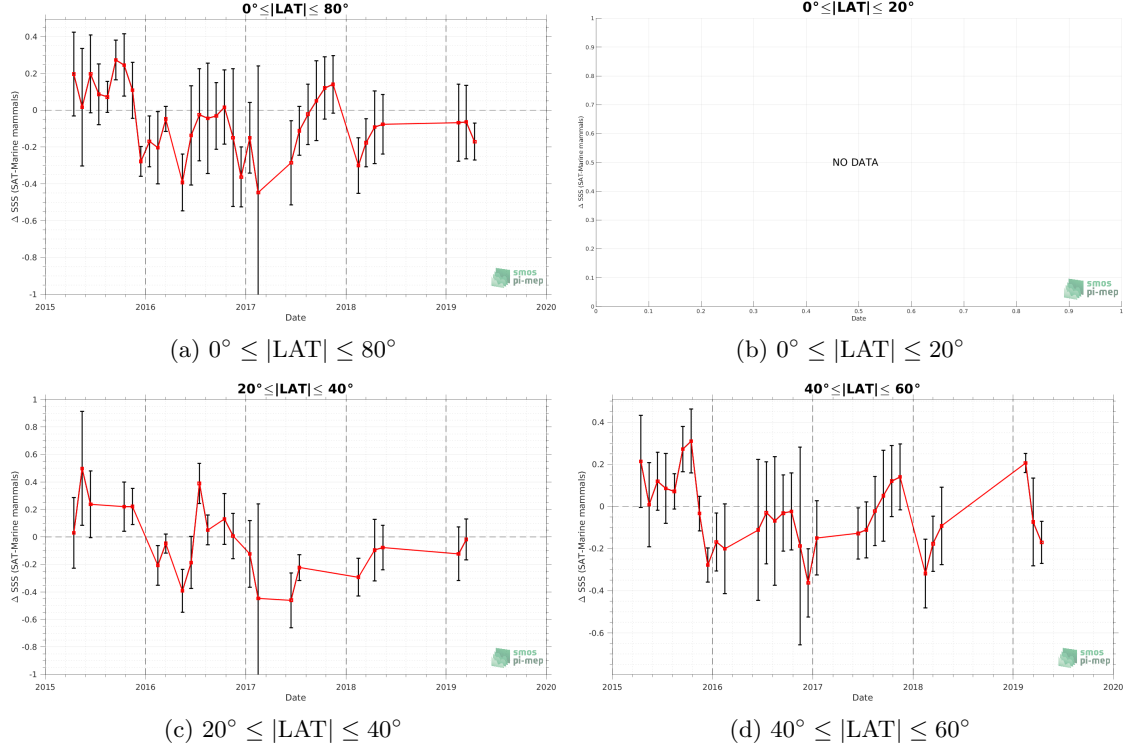 0°≤|LAT|≤ 80°
Δ SSS (SAT-Marine mammals)
0.4
0.2
0
-0.2
-0.4
-0.6
-0.8
-1
2015 2016 2017 2018 2019 2020
Date
smos
pi-mep
(a) 0° ≤ |LAT| ≤ 80°
0°≤|LAT|≤ 20°
Δ SSS (SAT-Marine mammals)
1
0.9
0.8
0.7
0.6
0.5
0.4
0.3
0.2
0.1
0
NO DATA
0 0.1 0.2 0.3 0.4 0.5 0.6 0.7 0.8 0.9 1
Date
smos
pi-mep
(b) 0° ≤ |LAT| ≤ 20°
20°≤|LAT|≤ 40°
Δ SSS (SAT-Marine mammals)
1
0.8
0.6
0.4
0.2
0
-0.2
-0.4
-0.6
-0.8
-1
2015 2016 2017 2018 2019 2020
Date
smos
pi-mep
(c) 20° ≤ |LAT| ≤ 40°
40°≤|LAT|≤ 60°
Δ SSS (SAT-Marine mammals)
0.4
0.2
0
-0.2
-0.4
-0.6
2015 2016 2017 2018 2019 2020
Date
smos
pi-mep
(d) 40° ≤ |LAT| ≤ 60°